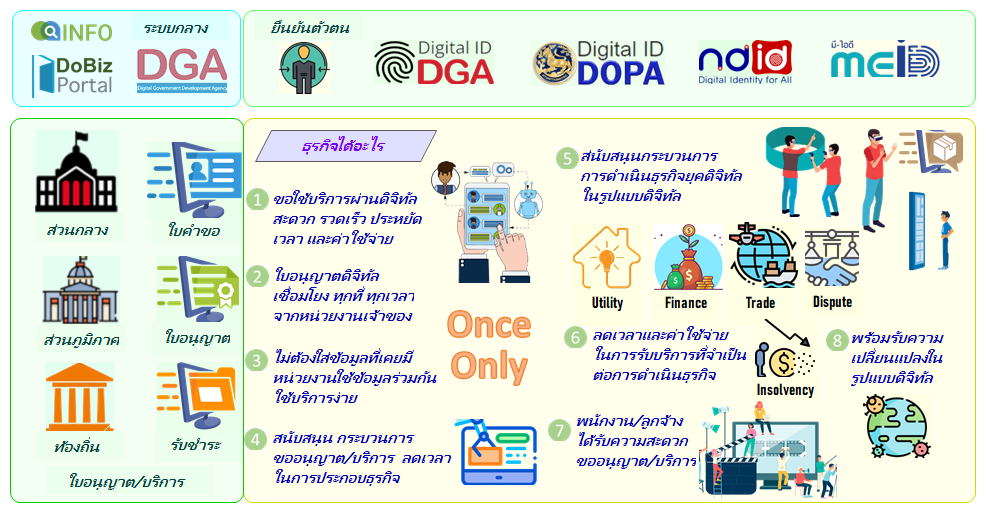 INFO
ระบบกลาง
DoBiz
Portal
DGA
Digital Government Development Agency
ยืนยันตัวตน
Digital ID
DGA
Digital ID
DOPA
ndid
Digital Identity for All
มี-ไอดี
meiD
ส่วนกลาง
ใบคำขอ
ส่วนภูมิภาค
ใบอนุญาต
ท้องถิ่น
รับชำระ
ใบอนุญาต/บริการ
ธุรกิจได้อะไร
1
ขอใช้บริการผ่านดิจิทัล
สะดวก รวดเร็ว ประหยัด
เวลา และค่าใช้จ่าย
2
ใบอนุญาตดิจิทัล
เชื่อมโยง ทุกที่ ทุกเวลา
จากหน่วยงานเจ้าของ
3
ไม่ต้องใส่ข้อมูลที่เคยมี
หน่วยงานใช้ข้อมูลร่วมกัน
ใช้บริการง่าย
4
สนับสนุน กระบวนการ
ขออนุญาต/บริการ ลดเวลา
ในการประกอบธุรกิจ
Once
Only
5
สนับสนุนกระบวนการ
การดำเนินธุรกิจยุคดิจิทัล
ในรูปแบบดิจิทัล
Utility
Finance
Trade
Dispute
6
ลดเวลาและค่าใช้จ่าย
ในการรับบริการที่จำเป็น
ต่อการดำเนินธุรกิจ
Insolvency
7
พนักงาน/ลูกจ้าง
ได้รับความสะดวก
ขออนุญาต/บริการ
8
พร้อมรับความ
เปลี่ยนแปลงใน
รูปแบบดิจิทัล